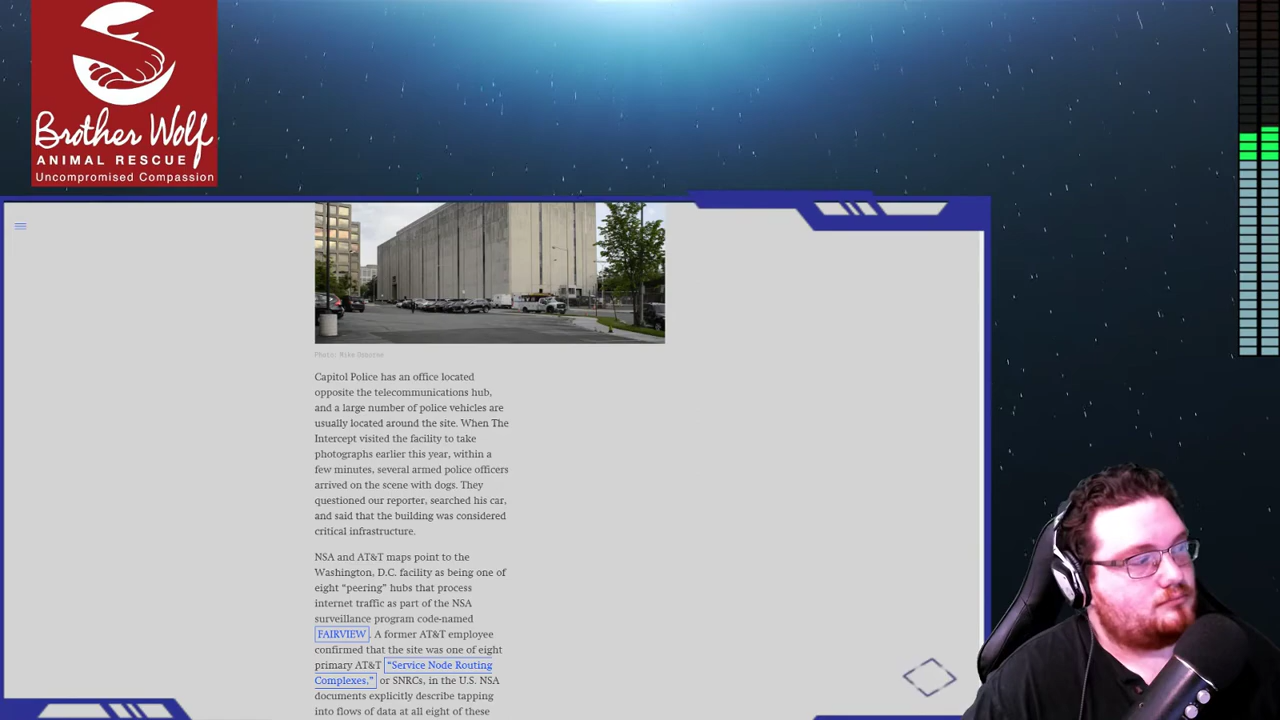 Brother Wolf
ANIMAL RESCUE
Uncompromised Compassion
Photo: Mike Osborne
Capitol Police has an office located
opposite the telecommunications hub,
and a large number of police vehicles are
usually located around the site. When The
Intercept visited the facility to take
photographs earlier this year, within a
few minutes, several armed police officers
arrived on the scene with dogs. They
questioned our reporter, searched his car,
and said that the building was considered
critical infrastructure.
NSA and AT&T maps point to the
Washington, D.C. facility as being one of
eight “peering” hubs that process
internet traffic as part of the NSA
surveillance program code-named
FAIRVIEW. A former AT&T employee
confirmed that the site was one of eight
primary AT&T “Service Node Routing
Complexes,” or SNRCs, in the U.S. NSA
documents explicitly describe tapping
into flows of data at all eight of these